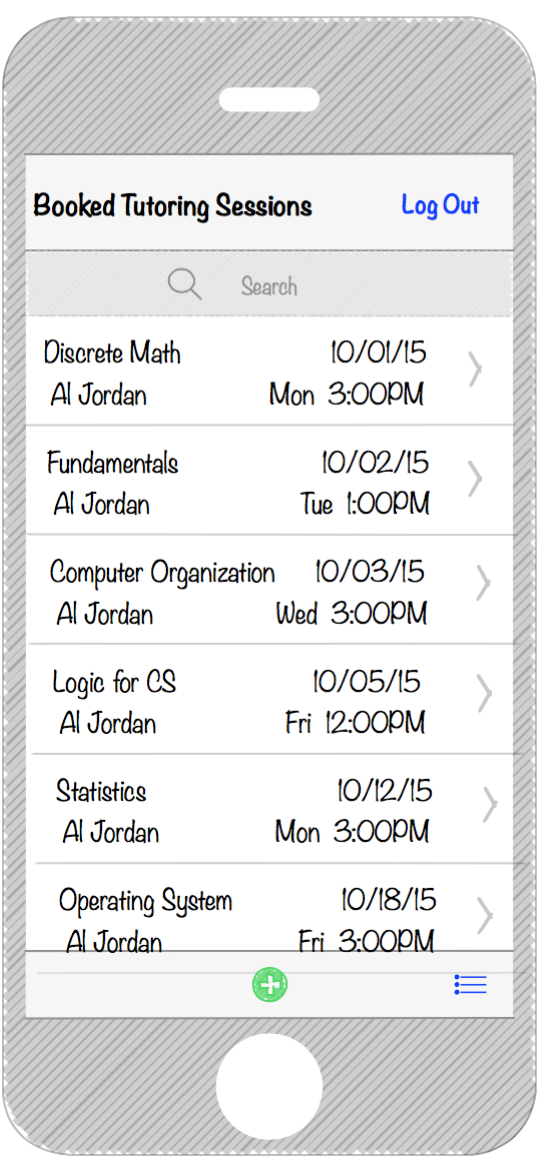 Booked Tutoring Sessions Log Out
Search
Discrete Math 10/01/15
Al Jordan Mon 3:00PM
Fundamentals 10/02/15
Al Jordan Tue 1:00PM
Computer Organization 10/03/15
Al Jordan Wed 3:00PM
Logic for CS 10/05/15
Al Jordan Fri 12:00PM
Statistics 10/12/15
Al Jordan Mon 3:00PM
Operating System 10/18/15
Al Jordan Fri 3:00PM